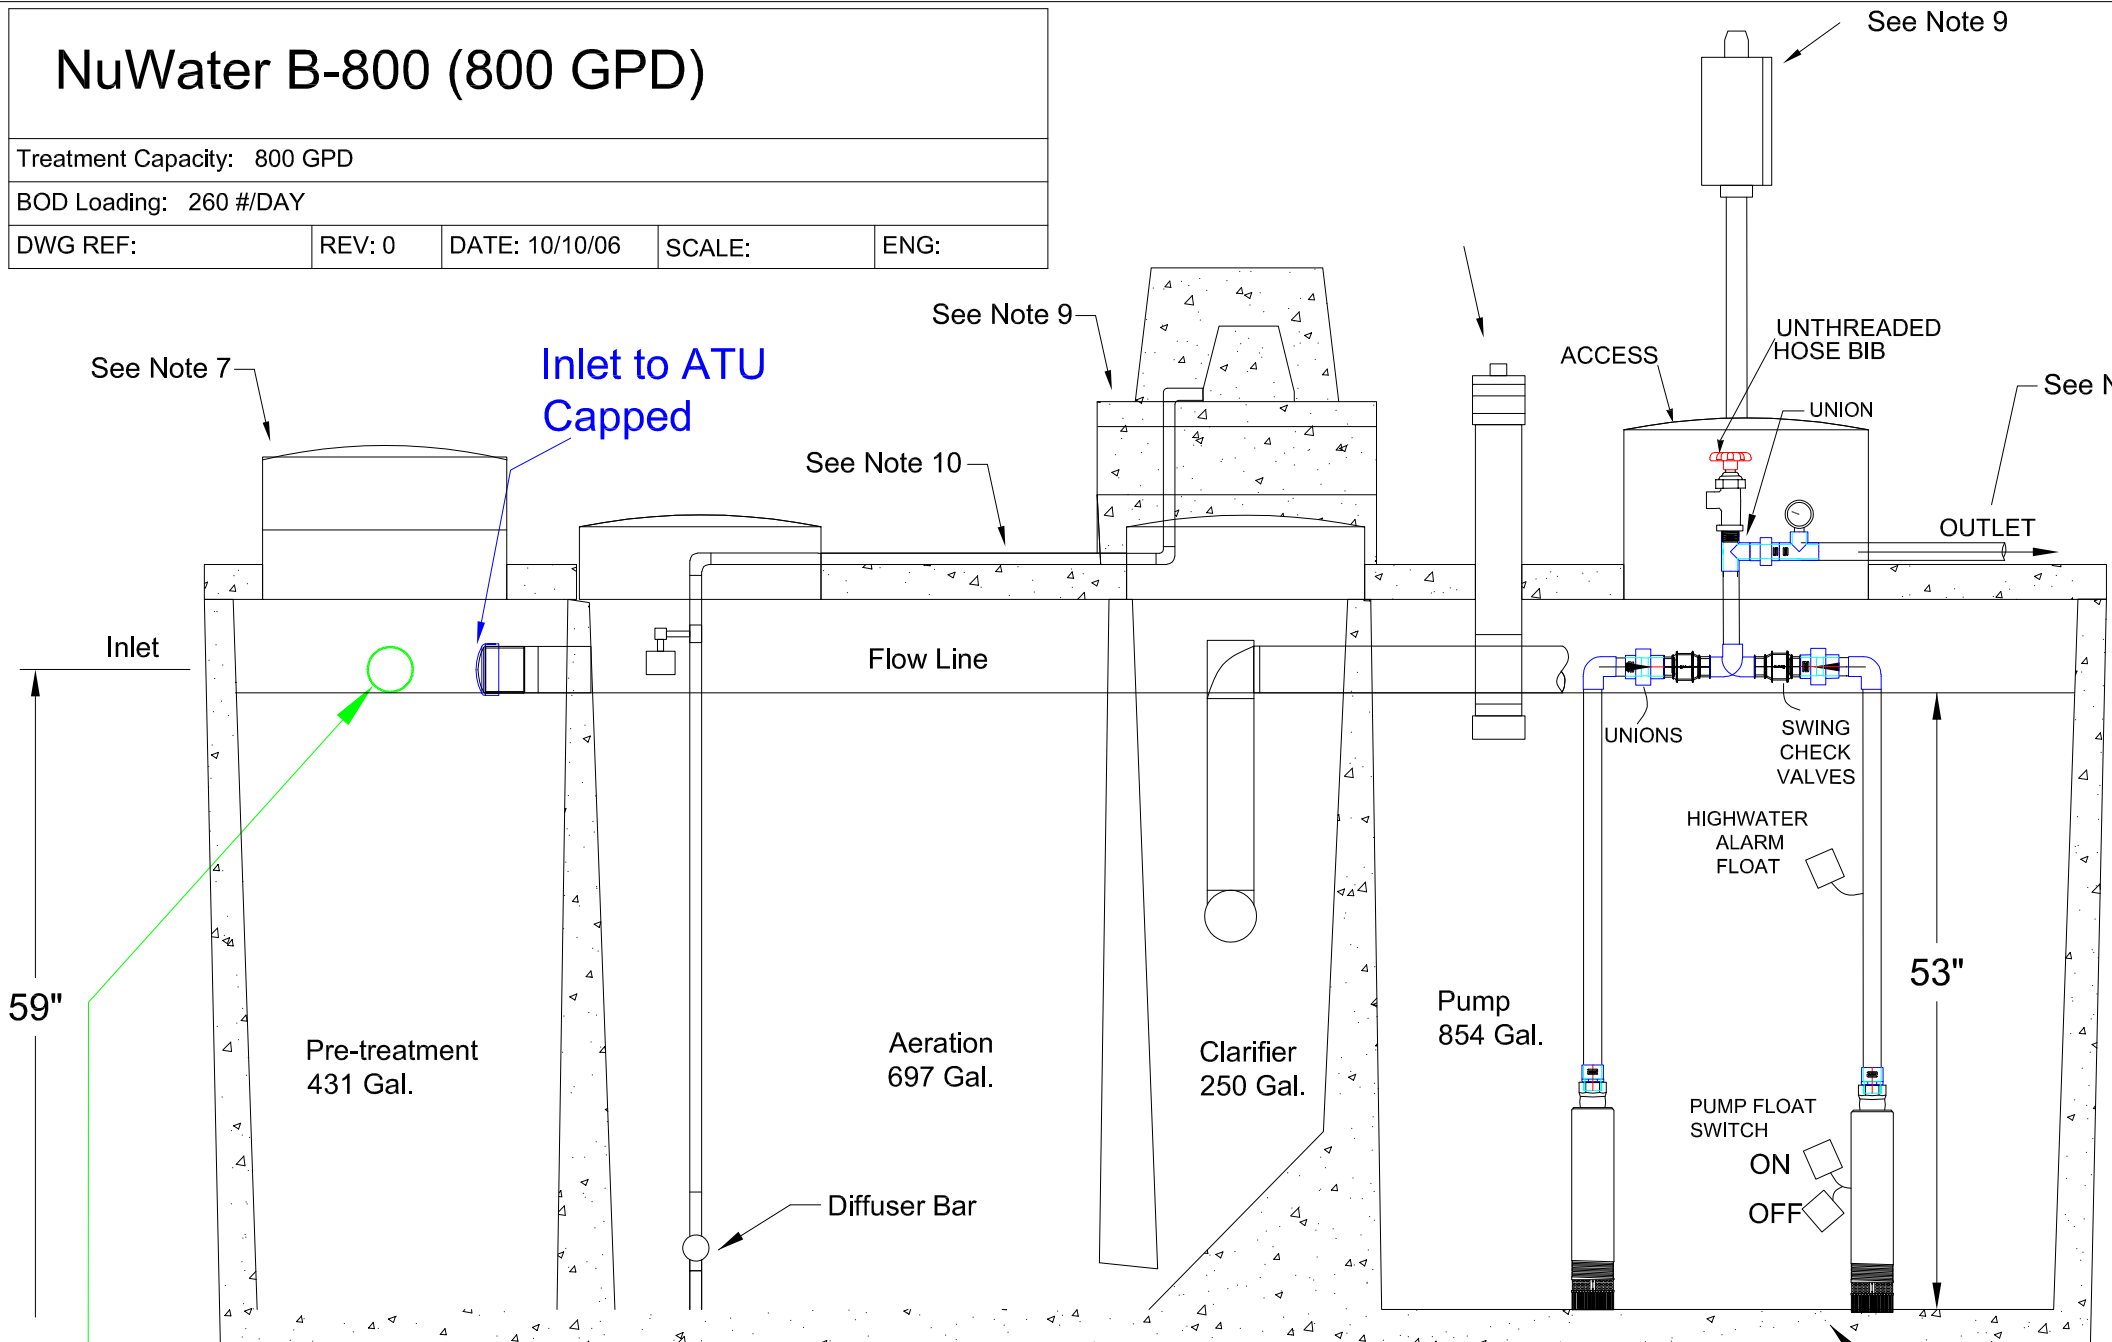 NuWater B-800 (800 GPD)
Treatment Capacity: 800 GPD
BOD Loading: 260 #/DAY
DWG REF:
REV: 0
DATE: 10/10/06
SCALE:
ENG:
See Note 9
See Note 9
See Note 7
Inlet to ATU
Capped
See Note 10
ACCESS
UNTHREADED
HOSE BIB
UNION
See N
OUTLET
Inlet
Flow Line
UNIONS
SWING
CHECK
VALVES
HIGHWATER
ALARM
FLOAT
59"
53"
Pre-treatment
431 Gal.
Aeration
697 Gal.
Clarifier
250 Gal.
Pump
854 Gal.
PUMP FLOAT
SWITCH
ON
OFF
Diffuser Bar